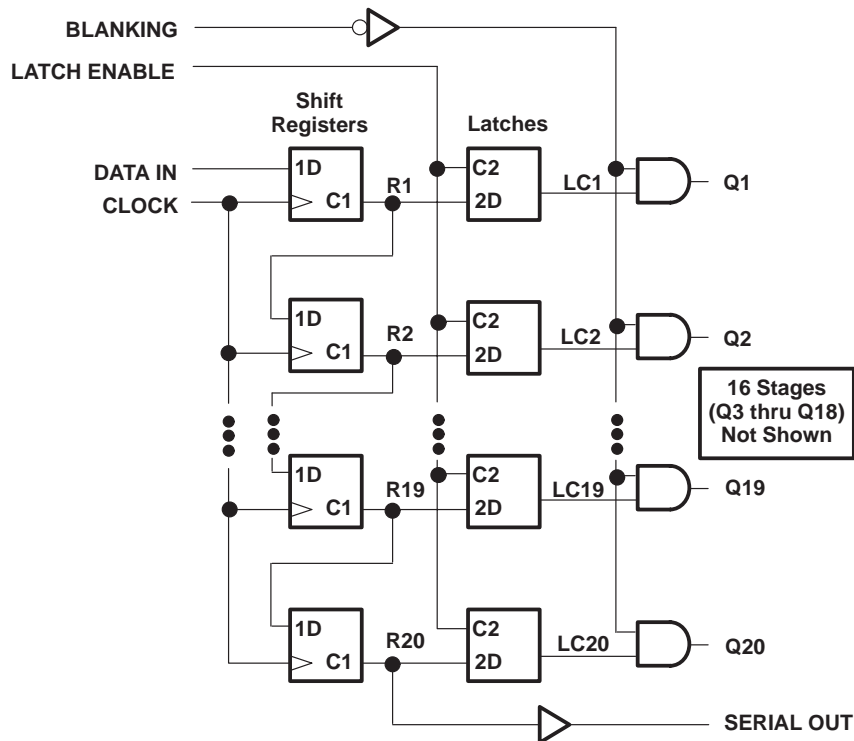 BLANKING
LATCH ENABLE
Shift
Registers
Latches
DATA IN
CLOCK
1D
C1
R1
C2
2D
LC1
Q1
1D
C1
R2
C2
2D
LC2
Q2
16 Stages
(Q3 thru Q18)
Not Shown
1D
C1
R19
C2
2D
LC19
Q19
1D
C1
R20
C2
2D
LC20
Q20
SERIAL OUT